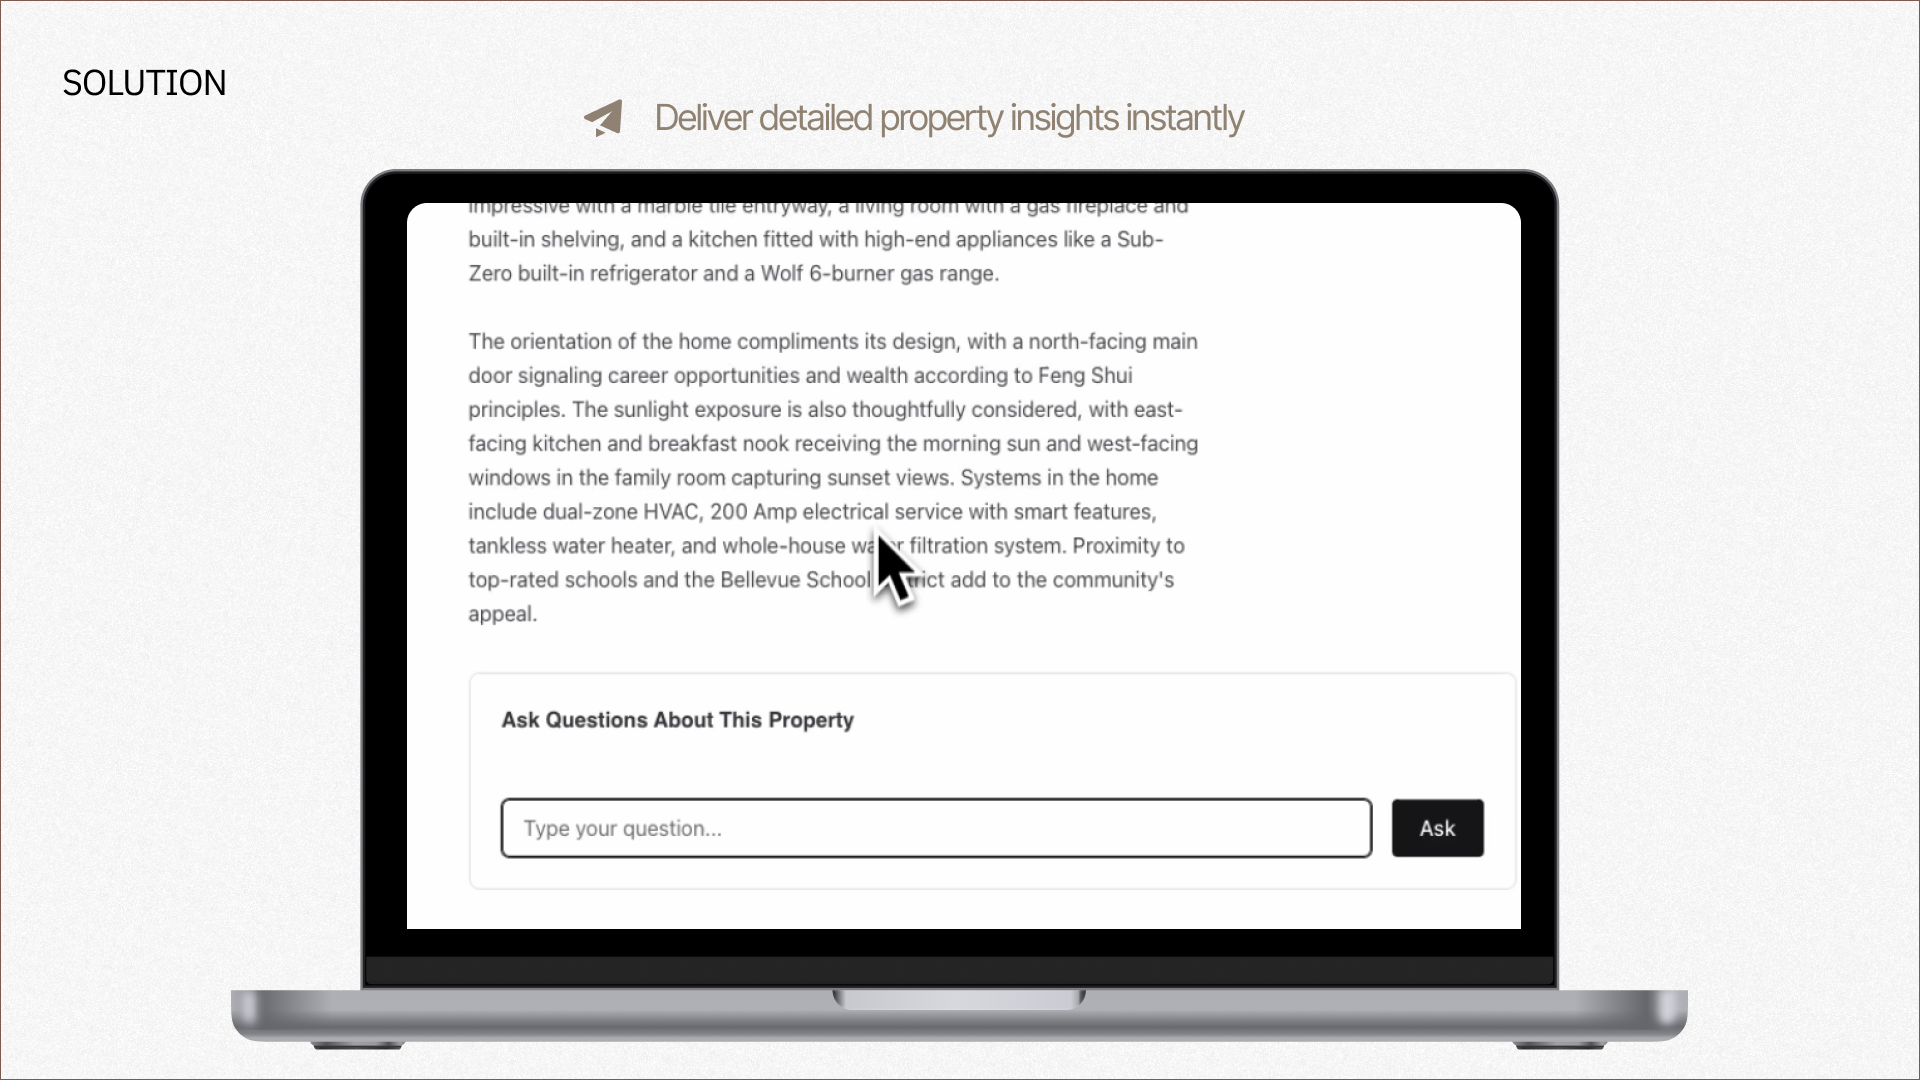 SOLUTION
Deliver detailed property insights instantly
impressive with a marble tile entryway, a living room with a gas fireplace and
built-in shelving, and a kitchen fitted with high-end appliances like a Sub-
Zero built-in refrigerator and a Wolf 6-burner gas range.
The orientation of the home compliments its design, with a north-facing main
door signaling career opportunities and wealth according to Feng Shui
principles. The sunlight exposure is also thoughtfully considered, with east-
facing kitchen and breakfast nook receiving the morning sun and west-facing
windows in the family room capturing sunset views. Systems in the home
include dual-zone HVAC, 200 Amp electrical service with smart features,
tankless water heater, and whole-house water filtration system. Proximity to
top-rated schools and the Bellevue School District add to the community's
appeal.
Ask Questions About This Property
Type your question...
Ask